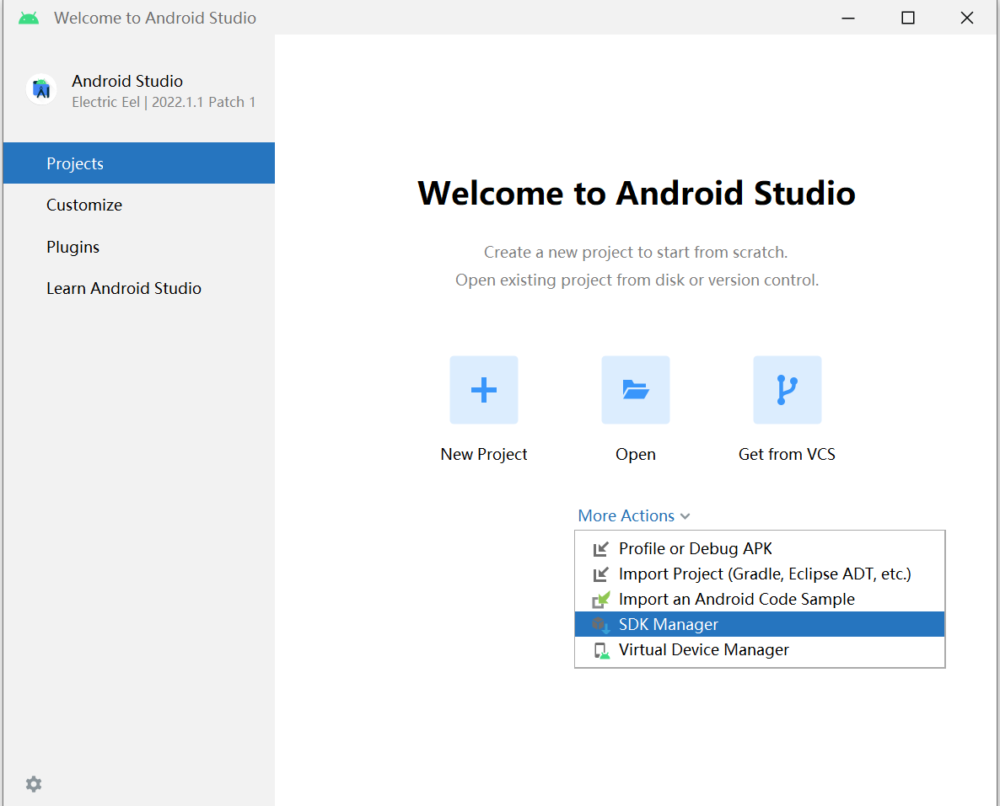 Welcome to Android Studio
Android Studio
Electric Eel | 2022.1.1 Patch 1
Projects
Customize
Plugins
Learn Android Studio
Welcome to Android Studio
Create a new project to start from scratch.
Open existing project from disk or version control.
New Project
Open
Get from VCS
More Actions
Profile or Debug APK
Import Project (Gradle, Eclipse ADT, etc.)
Import an Android Code Sample
SDK Manager
Virtual Device Manager